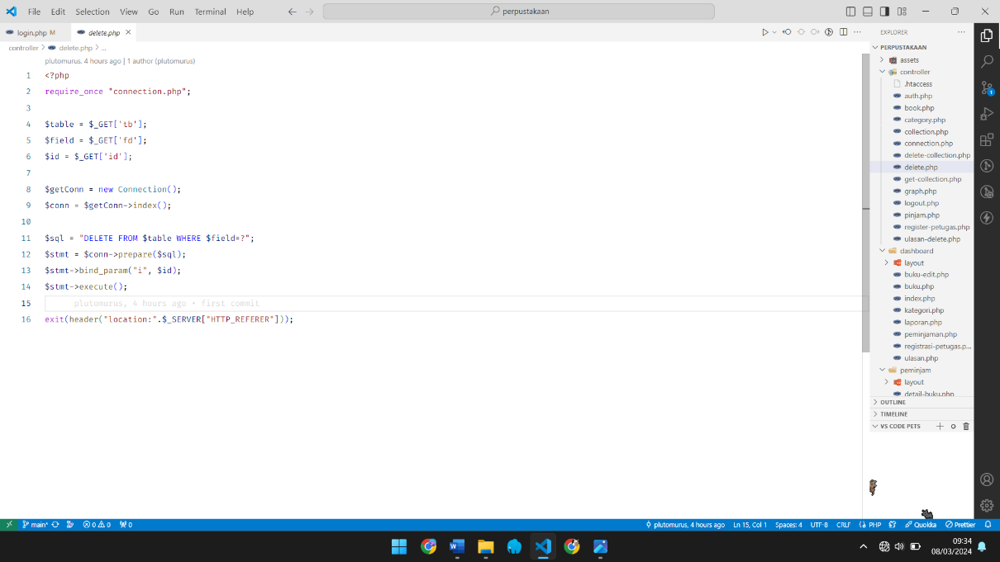 File Edit Selection View Go Run Terminal Help
perpustakaan
login.php M
delete.php
controller > delete.php > ...
plutomurus, 4 hours ago | 1 author (plutomurus)
1 <?php
2 require_once "connection.php";
3
4 $table = $_GET['tb'];
5 $field = $_GET['fd'];
6 $id = $_GET['id'];
7
8 $getConn = new Connection();
9 $conn = $getConn->index();
10
11 $sql = "DELETE FROM $table WHERE $field=?";
12 $stmt = $conn->prepare($sql);
13 $stmt->bind_param("i", $id);
14 $stmt->execute();
15 plutomurus, 4 hours ago • first commit
16 exit(header("location:".$_SERVER["HTTP_REFERER"]));
EXPLORER
PERPUSTAKAAN
assets
controller
.htaccess
auth.php
book.php
category.php
collection.php
connection.php
delete-collection.php
delete.php
get-collection.php
graph.php
logout.php
pinjam.php
register-petugas.php
ulasan-delete.php
dashboard
layout
buku-edit.php
buku.php
index.php
kategori.php
laporan.php
peminjaman.php
registrasi-petugas.p...
ulasan.php
peminjam
layout
detail-buku.php
OUTLINE
TIMELINE
VS CODE PETS
1
main*
0 0
0
plutomurus, 4 hours ago
Ln 15, Col 1
Spaces: 4
UTF-8
CRLF
PHP
Quokka
Prettier
09:34
08/03/2024